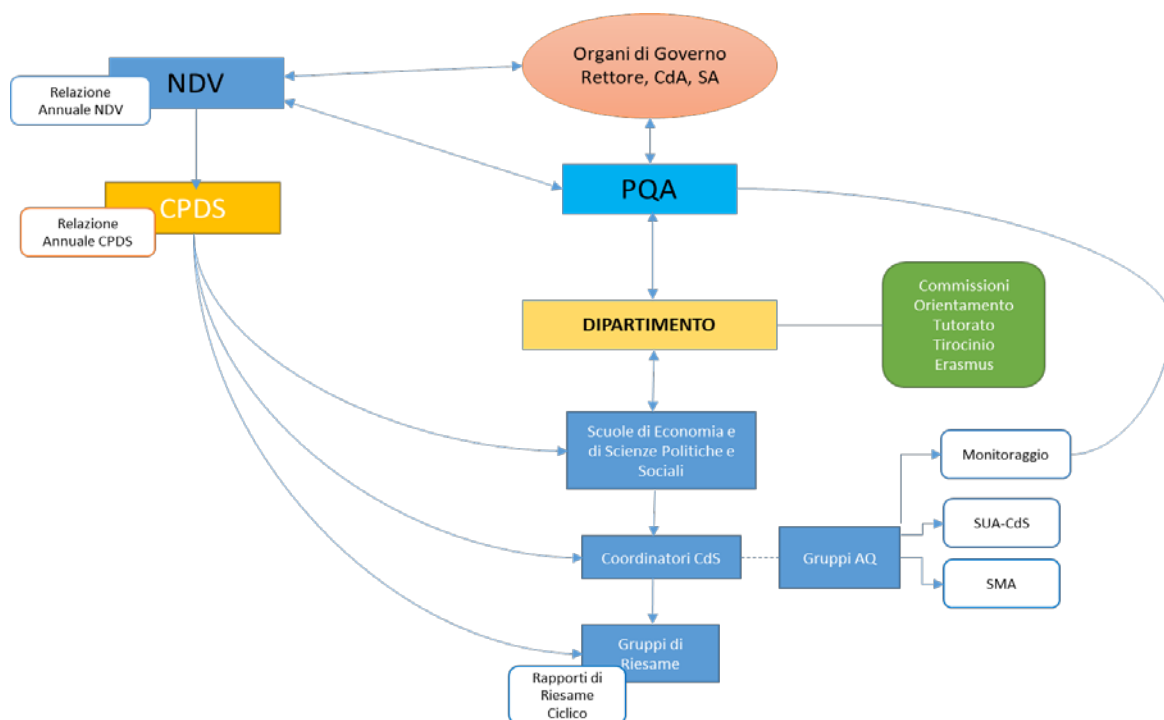 Organi di Governo
Rettore, CdA, SA
NDV
Relazione
Annuale NDV
PQA
CPDS
Relazione
Annuale CPDS
Commissioni
Orientamento
Tutorato
Tirocinio
Erasmus
DIPARTIMENTO
Scuole di Economia e
di Scienze Politiche e
Sociali
Monitoraggio
SUA-CdS
Coordinatori CdS
Gruppi AQ
SMA
Gruppi di
Riesame
Rapporti di
Riesame
Ciclico